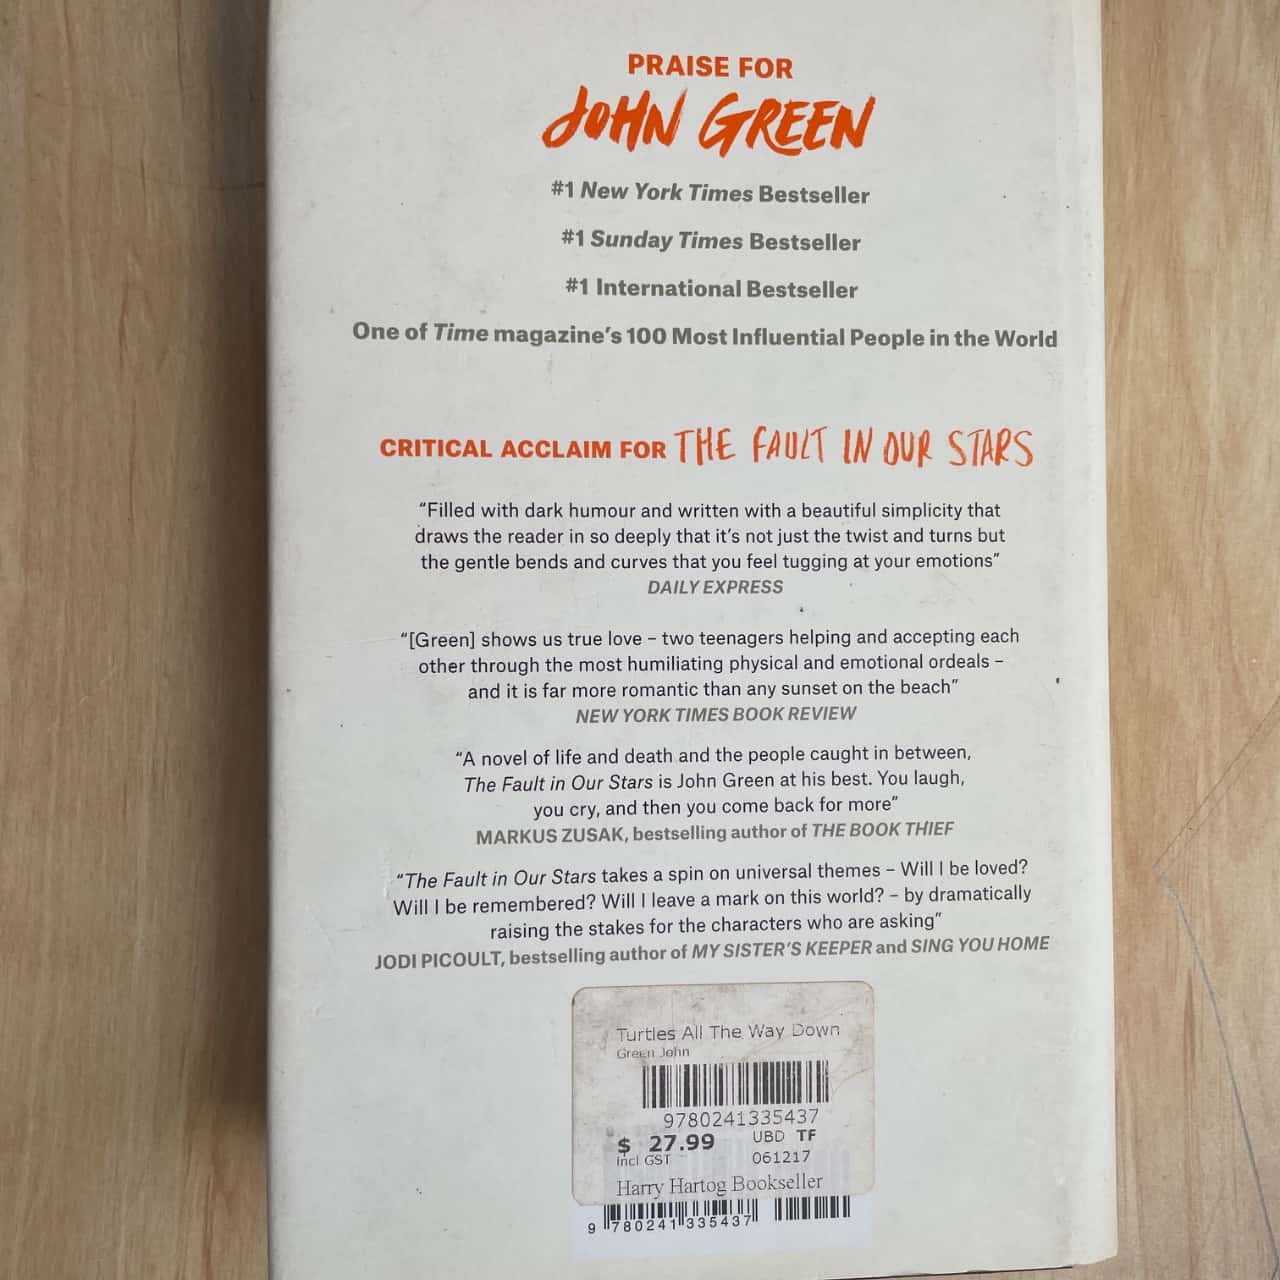 PRAISE FOR
JOHN GREEN
#1 New York Times Bestseller
#1 Sunday Times Bestseller
#1 International Bestseller
One of Time magazine's 100 Most Influential People in the World
CRITICAL ACCLAIM FOR THE FAULT IN OUR STARS
“Filled with dark humour and written with a beautiful simplicity that
draws the reader in so deeply that it's not just the twist and turns but
the gentle bends and curves that you feel tugging at your emotions”
DAILY EXPRESS
“[Green] shows us true love – two teenagers helping and accepting each
other through the most humiliating physical and emotional ordeals –
and it is far more romantic than any sunset on the beach”
NEW YORK TIMES BOOK REVIEW
“A novel of life and death and the people caught in between,
The Fault in Our Stars is John Green at his best. You laugh,
you cry, and then you come back for more”
MARKUS ZUSAK, bestselling author of THE BOOK THIEF
“The Fault in Our Stars takes a spin on universal themes – Will I be loved?
Will I be remembered? Will I leave a mark on this world? – by dramatically
raising the stakes for the characters who are asking”
JODI PICOULT, bestselling author of MY SISTER'S KEEPER and SING YOU HOME
Turtles All The Way Down
Green John
9780241335437
$ 27.99 UBD TF
incl GST 061217
Harry Hartog Bookseller
9 780241 335437